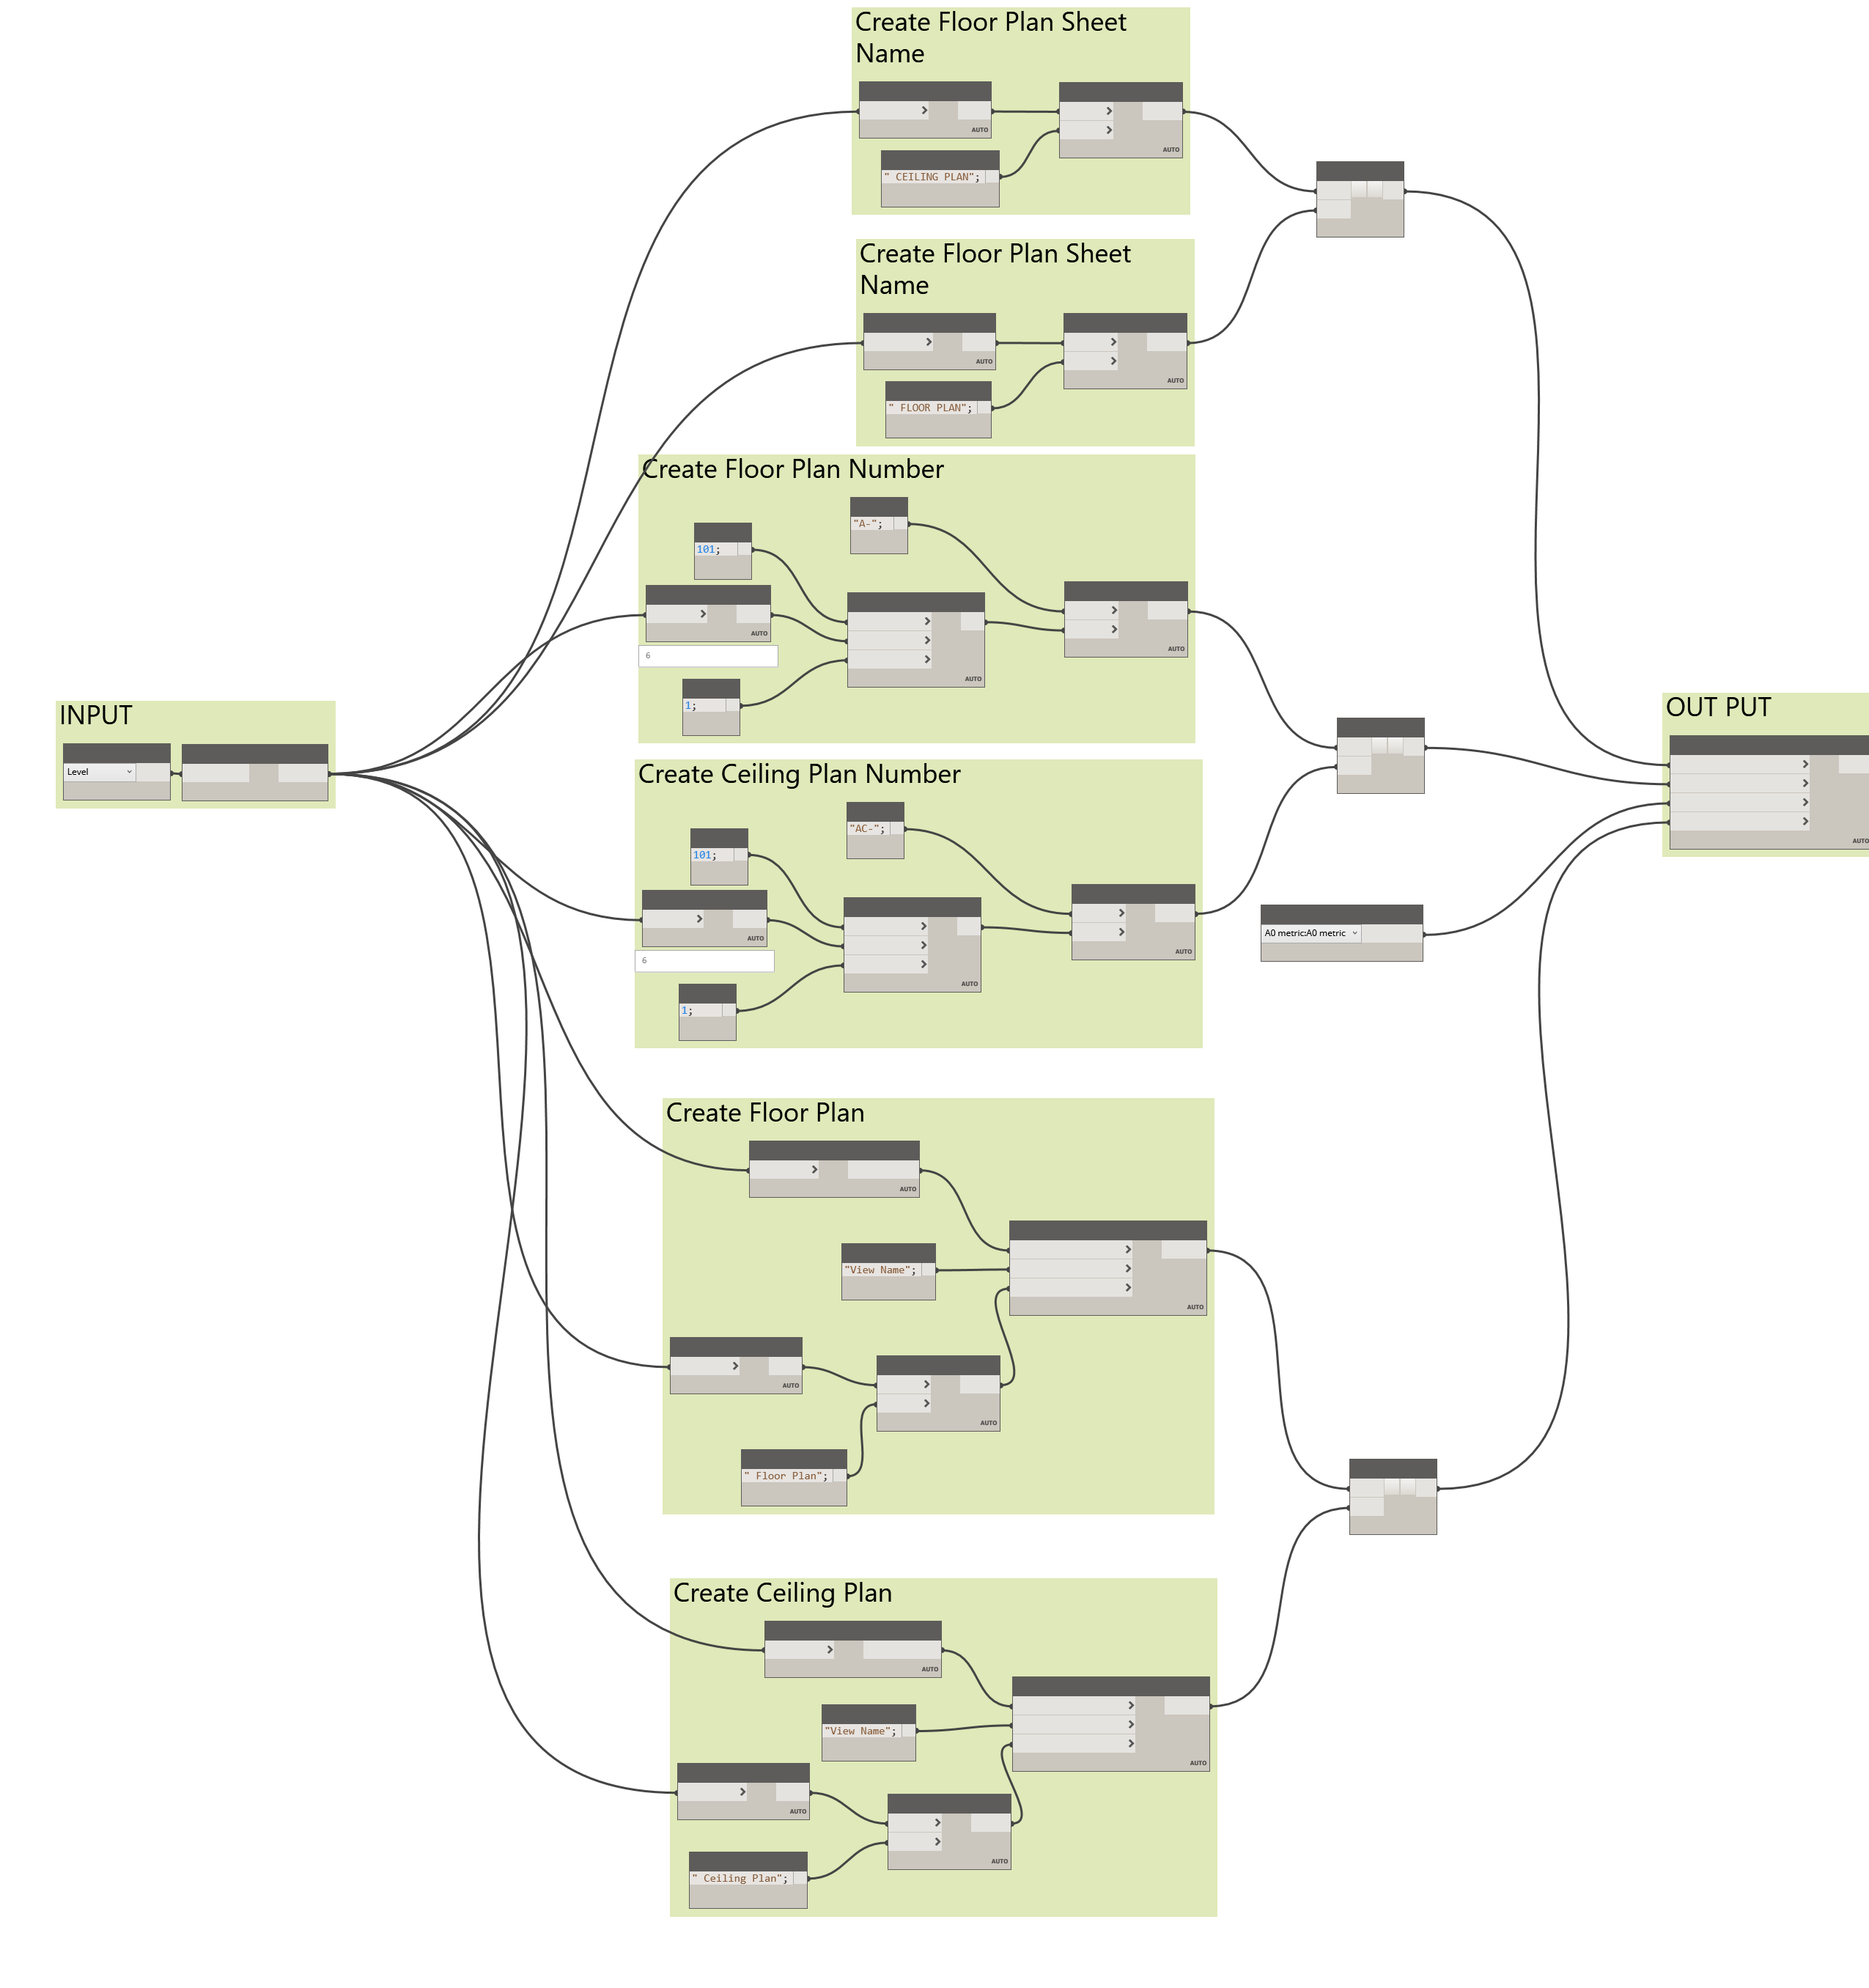 Create Floor Plan Sheet
Name
AUTO
AUTO
" CEILING PLAN";
Create Floor Plan Sheet
Name
AUTO
AUTO
" FLOOR PLAN";
Create Floor Plan Number
"A-";
101;
AUTO
6
AUTO
AUTO
1;
INPUT
Level
OUT PUT
AUTO
Create Ceiling Plan Number
"AC-";
101;
AUTO
6
AUTO
AUTO
1;
A0 metric:A0 metric
Create Floor Plan
AUTO
"View Name";
AUTO
AUTO
AUTO
" Floor Plan";
Create Ceiling Plan
AUTO
"View Name";
AUTO
AUTO
AUTO
" Ceiling Plan";